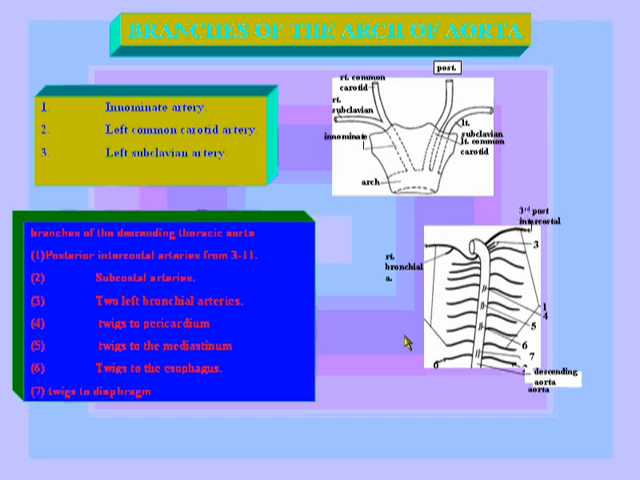 BRANCHES OF THE ARCH OF AORTA
1. Innominate artery.
2. Left common carotid artery.
3. Left subclavian artery.
post.
rt. common
carotid
rt.
subclavian
innominate
lt.
subclavian
lt. common
carotid
arch
branches of the descending thoracic aorta
(1)Posterior intercostal arteries from 3-11.
(2) Subcostal arteries.
(3) Two left bronchial arteries.
(4) twigs to pericardium
(5) twigs to the mediastinum
(6) Twigs to the esophagus.
(7) twigs to diaphragm
3rd post
intercostal
3
rt.
bronchial
a.
1
4
5
6
7
6
descending
aorta
aorta